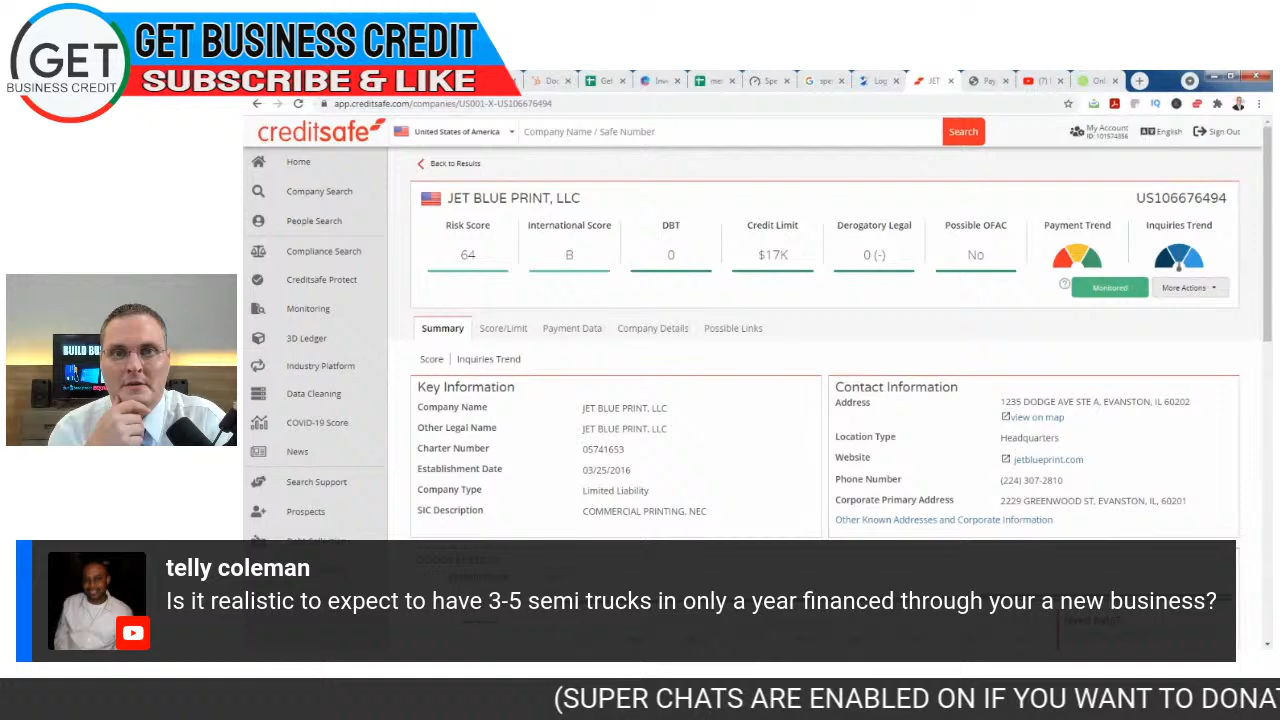 GET BUSINESS CREDIT
SUBSCRIBE & LIKE
GET
BUSINESS CREDIT
app.creditsafe.com/companies/US001-X-US106676494
creditsafe
United States of America
Company Name / Safe Number
Search
My Account
ID:101574356
English
Sign Out
Home
Company Search
People Search
Compliance Search
Creditsafe Protect
Monitoring
3D Ledger
Industry Platform
Data Cleaning
COVID-19 Score
News
Search Support
Prospects
Back to Results
JET BLUE PRINT, LLC
US106676494
Risk Score
International Score
DBT
Credit Limit
Derogatory Legal
Possible OFAC
Payment Trend
Inquiries Trend
64
B
0
$17K
0 (-)
No
Monitored
More Actions
Summary
Score/Limit
Payment Data
Company Details
Possible Links
Score | Inquiries Trend
Key Information
Company Name JET BLUE PRINT, LLC
Other Legal Name JET BLUE PRINT, LLC
Charter Number 05741653
Establishment Date 03/25/2016
Company Type Limited Liability
SIC Description COMMERCIAL PRINTING, NEC
Contact Information
Address 1235 DODGE AVE STE A, EVANSTON, IL 60202
view on map
Location Type Headquarters
Website jetblueprint.com
Phone Number (224) 307-2810
Corporate Primary Address 2229 GREENWOOD ST, EVANSTON, IL, 60201
Other Known Addresses and Corporate Information
telly coleman
Is it realistic to expect to have 3-5 semi trucks in only a year financed through your a new business?
(SUPER CHATS ARE ENABLED ON IF YOU WANT TO DONA